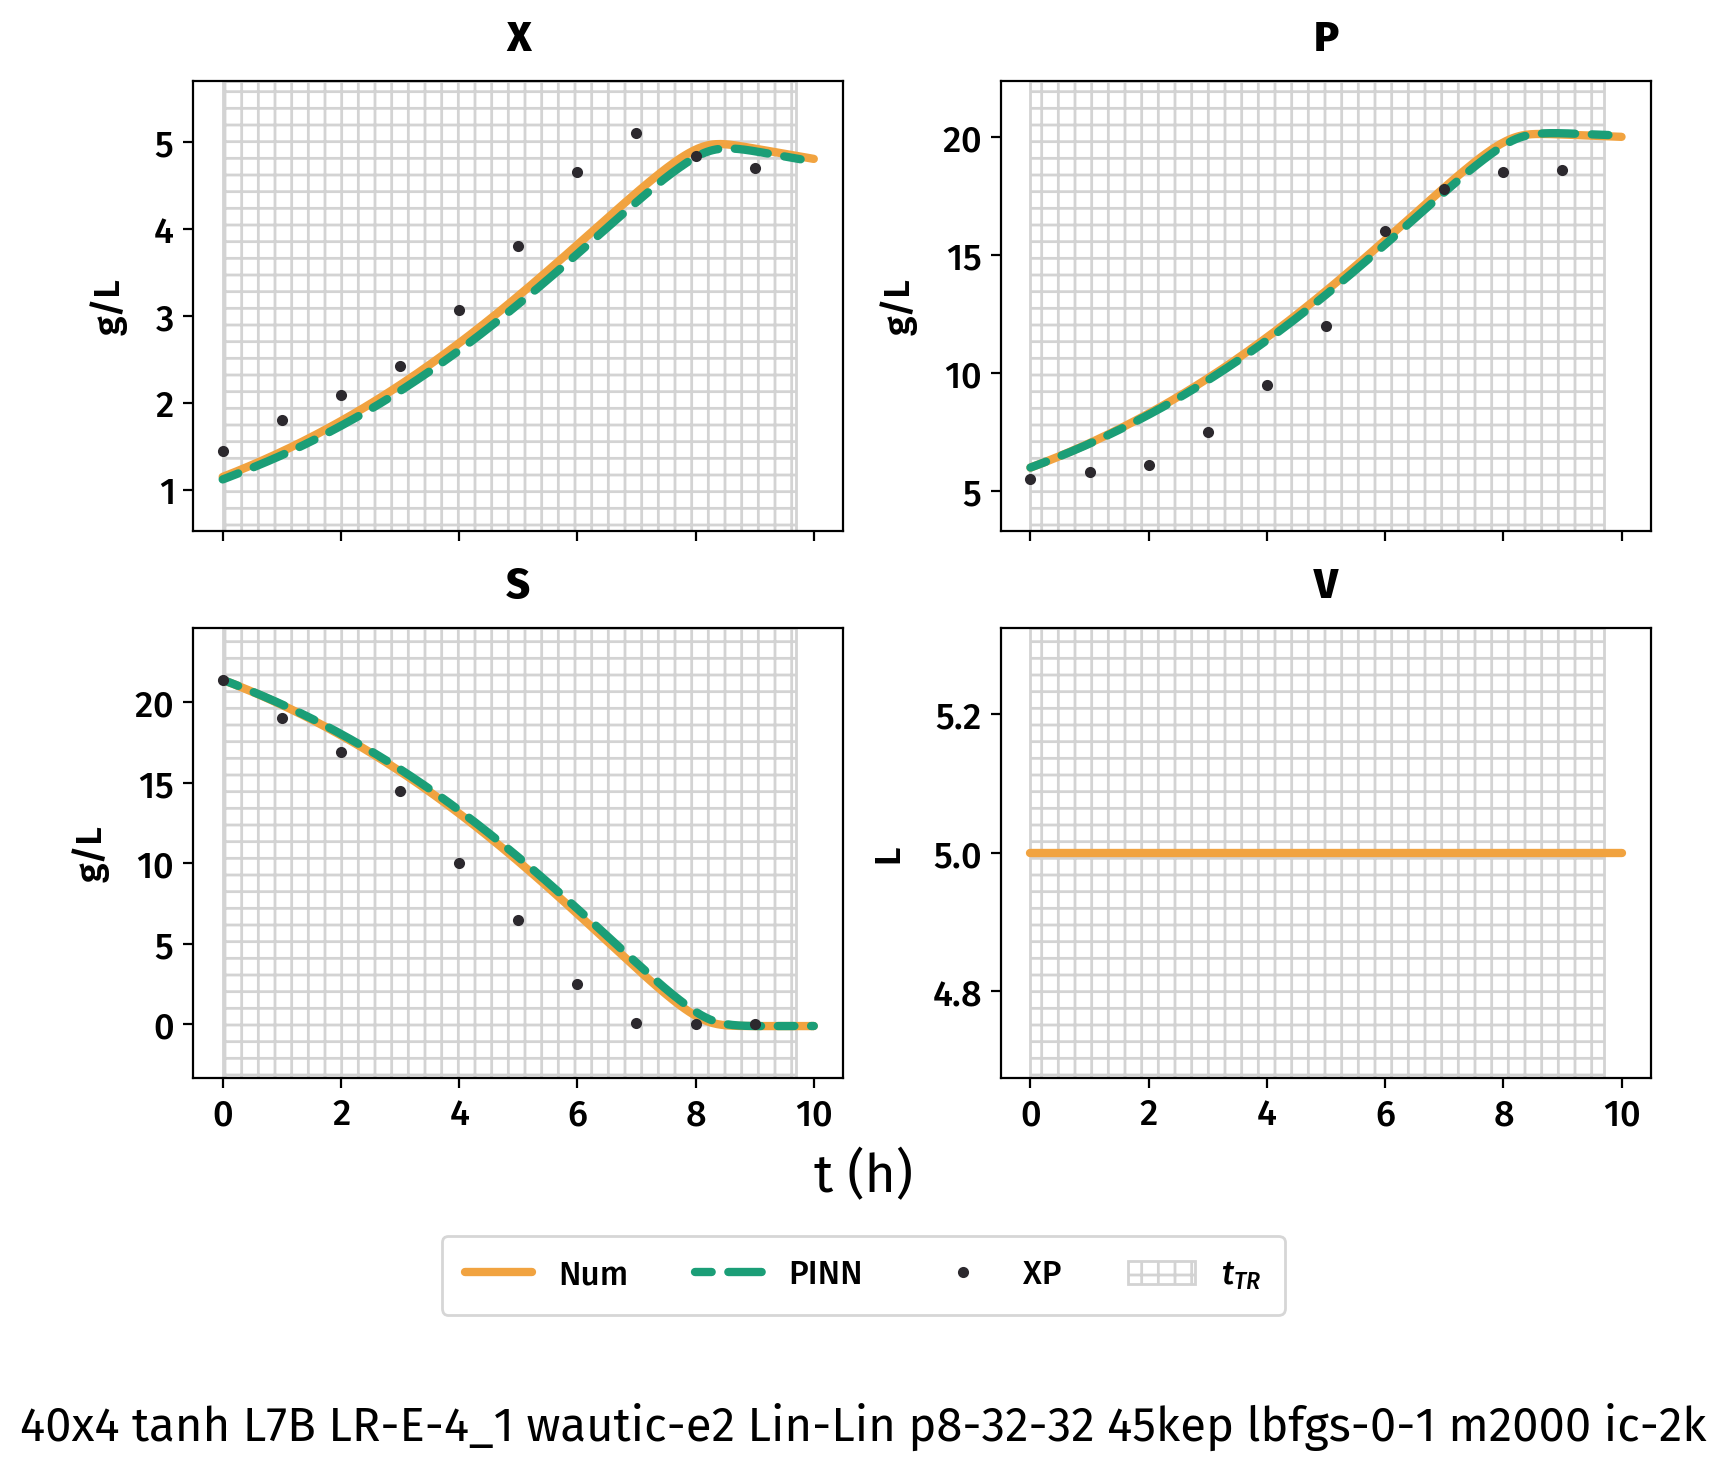 X
P
5
4
3
2
1
g/L
20
15
10
5
g/L
S
V
20
15
10
5
0
g/L
5.2
5.0
4.8
L
0 2 4 6 8 10
0 2 4 6 8 10
t (h)
Num PINN XP tTR
40x4 tanh L7B LR-E-4_1 wautic-e2 Lin-Lin p8-32-32 45kep lbfgs-0-1 m2000 ic-2k